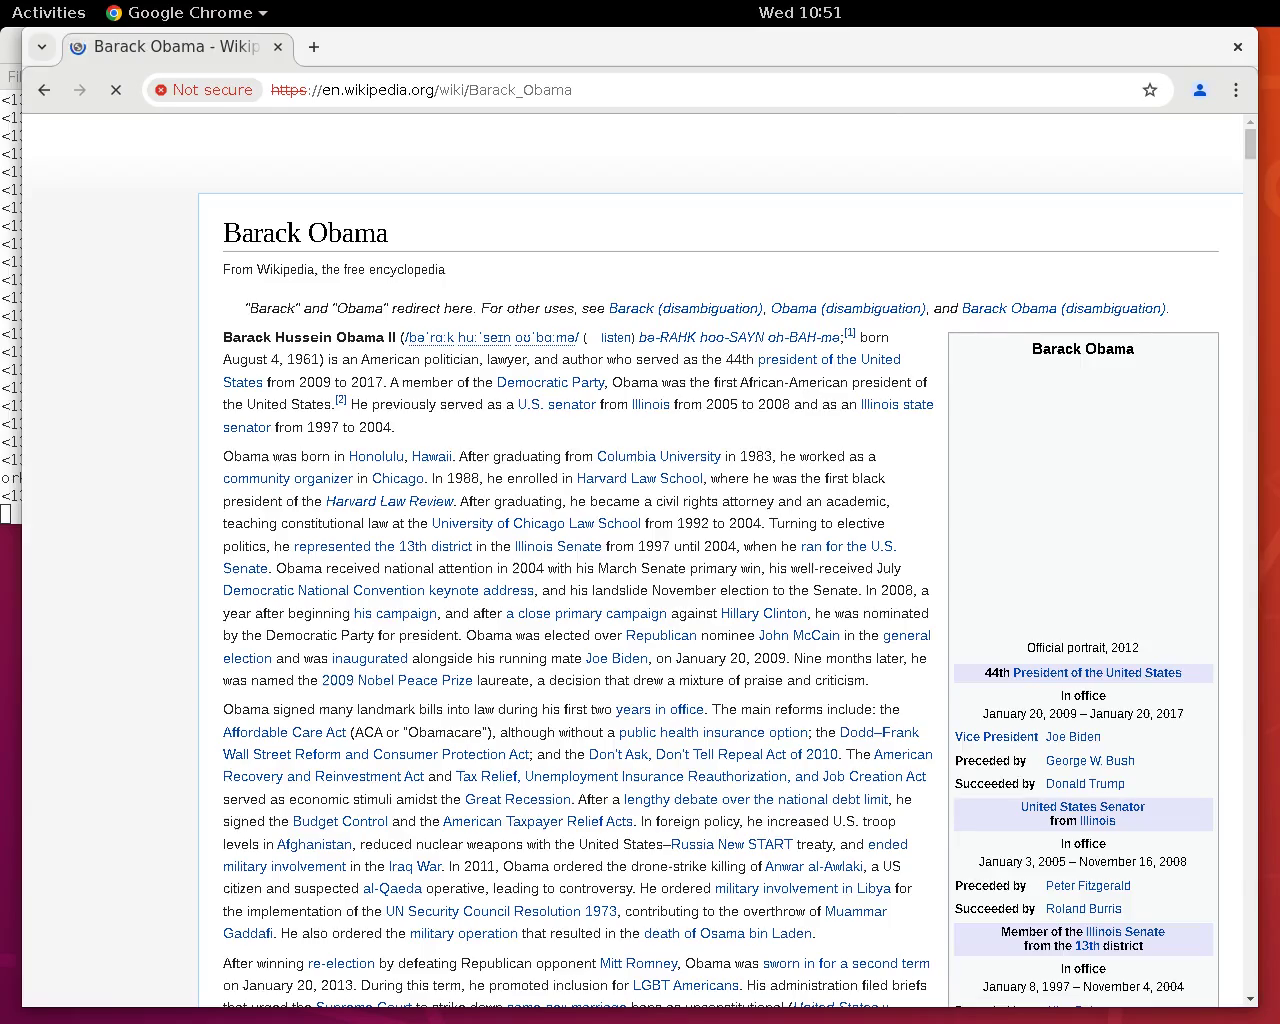 Activities
Google Chrome
Wed 10:51
Barack Obama - Wikip
Not secure
https://en.wikipedia.org/wiki/Barack_Obama
Barack Obama
From Wikipedia, the free encyclopedia
"Barack" and "Obama" redirect here. For other uses, see Barack (disambiguation), Obama (disambiguation), and Barack Obama (disambiguation).
Barack Hussein Obama II (/bəˈrɑːk huːˈseɪn oʊˈbɑːmə/ ( listen) bə-RAHK hoo-SAYN oh-BAH-mə;[1] born
August 4, 1961) is an American politician, lawyer, and author who served as the 44th president of the United
States from 2009 to 2017. A member of the Democratic Party, Obama was the first African-American president of
the United States.[2] He previously served as a U.S. senator from Illinois from 2005 to 2008 and as an Illinois state
senator from 1997 to 2004.
Obama was born in Honolulu, Hawaii. After graduating from Columbia University in 1983, he worked as a
community organizer in Chicago. In 1988, he enrolled in Harvard Law School, where he was the first black
president of the Harvard Law Review. After graduating, he became a civil rights attorney and an academic,
teaching constitutional law at the University of Chicago Law School from 1992 to 2004. Turning to elective
politics, he represented the 13th district in the Illinois Senate from 1997 until 2004, when he ran for the U.S.
Senate. Obama received national attention in 2004 with his March Senate primary win, his well-received July
Democratic National Convention keynote address, and his landslide November election to the Senate. In 2008, a
year after beginning his campaign, and after a close primary campaign against Hillary Clinton, he was nominated
by the Democratic Party for president. Obama was elected over Republican nominee John McCain in the general
election and was inaugurated alongside his running mate Joe Biden, on January 20, 2009. Nine months later, he
was named the 2009 Nobel Peace Prize laureate, a decision that drew a mixture of praise and criticism.
Obama signed many landmark bills into law during his first two years in office. The main reforms include: the
Affordable Care Act (ACA or "Obamacare"), although without a public health insurance option; the Dodd–Frank
Wall Street Reform and Consumer Protection Act; and the Don't Ask, Don't Tell Repeal Act of 2010. The American
Recovery and Reinvestment Act and Tax Relief, Unemployment Insurance Reauthorization, and Job Creation Act
served as economic stimuli amidst the Great Recession. After a lengthy debate over the national debt limit, he
signed the Budget Control and the American Taxpayer Relief Acts. In foreign policy, he increased U.S. troop
levels in Afghanistan, reduced nuclear weapons with the United States–Russia New START treaty, and ended
military involvement in the Iraq War. In 2011, Obama ordered the drone-strike killing of Anwar al-Awlaki, a US
citizen and suspected al-Qaeda operative, leading to controversy. He ordered military involvement in Libya for
the implementation of the UN Security Council Resolution 1973, contributing to the overthrow of Muammar
Gaddafi. He also ordered the military operation that resulted in the death of Osama bin Laden.
After winning re-election by defeating Republican opponent Mitt Romney, Obama was sworn in for a second term
on January 20, 2013. During this term, he promoted inclusion for LGBT Americans. His administration filed briefs
that urged the Supreme Court to strike down same-sex marriage bans as unconstitutional (United States v.
Barack Obama
Official portrait, 2012
44th President of the United States
In office
January 20, 2009 – January 20, 2017
Vice President Joe Biden
Preceded by George W. Bush
Succeeded by Donald Trump
United States Senator
from Illinois
In office
January 3, 2005 – November 16, 2008
Preceded by Peter Fitzgerald
Succeeded by Roland Burris
Member of the Illinois Senate
from the 13th district
In office
January 8, 1997 – November 4, 2004